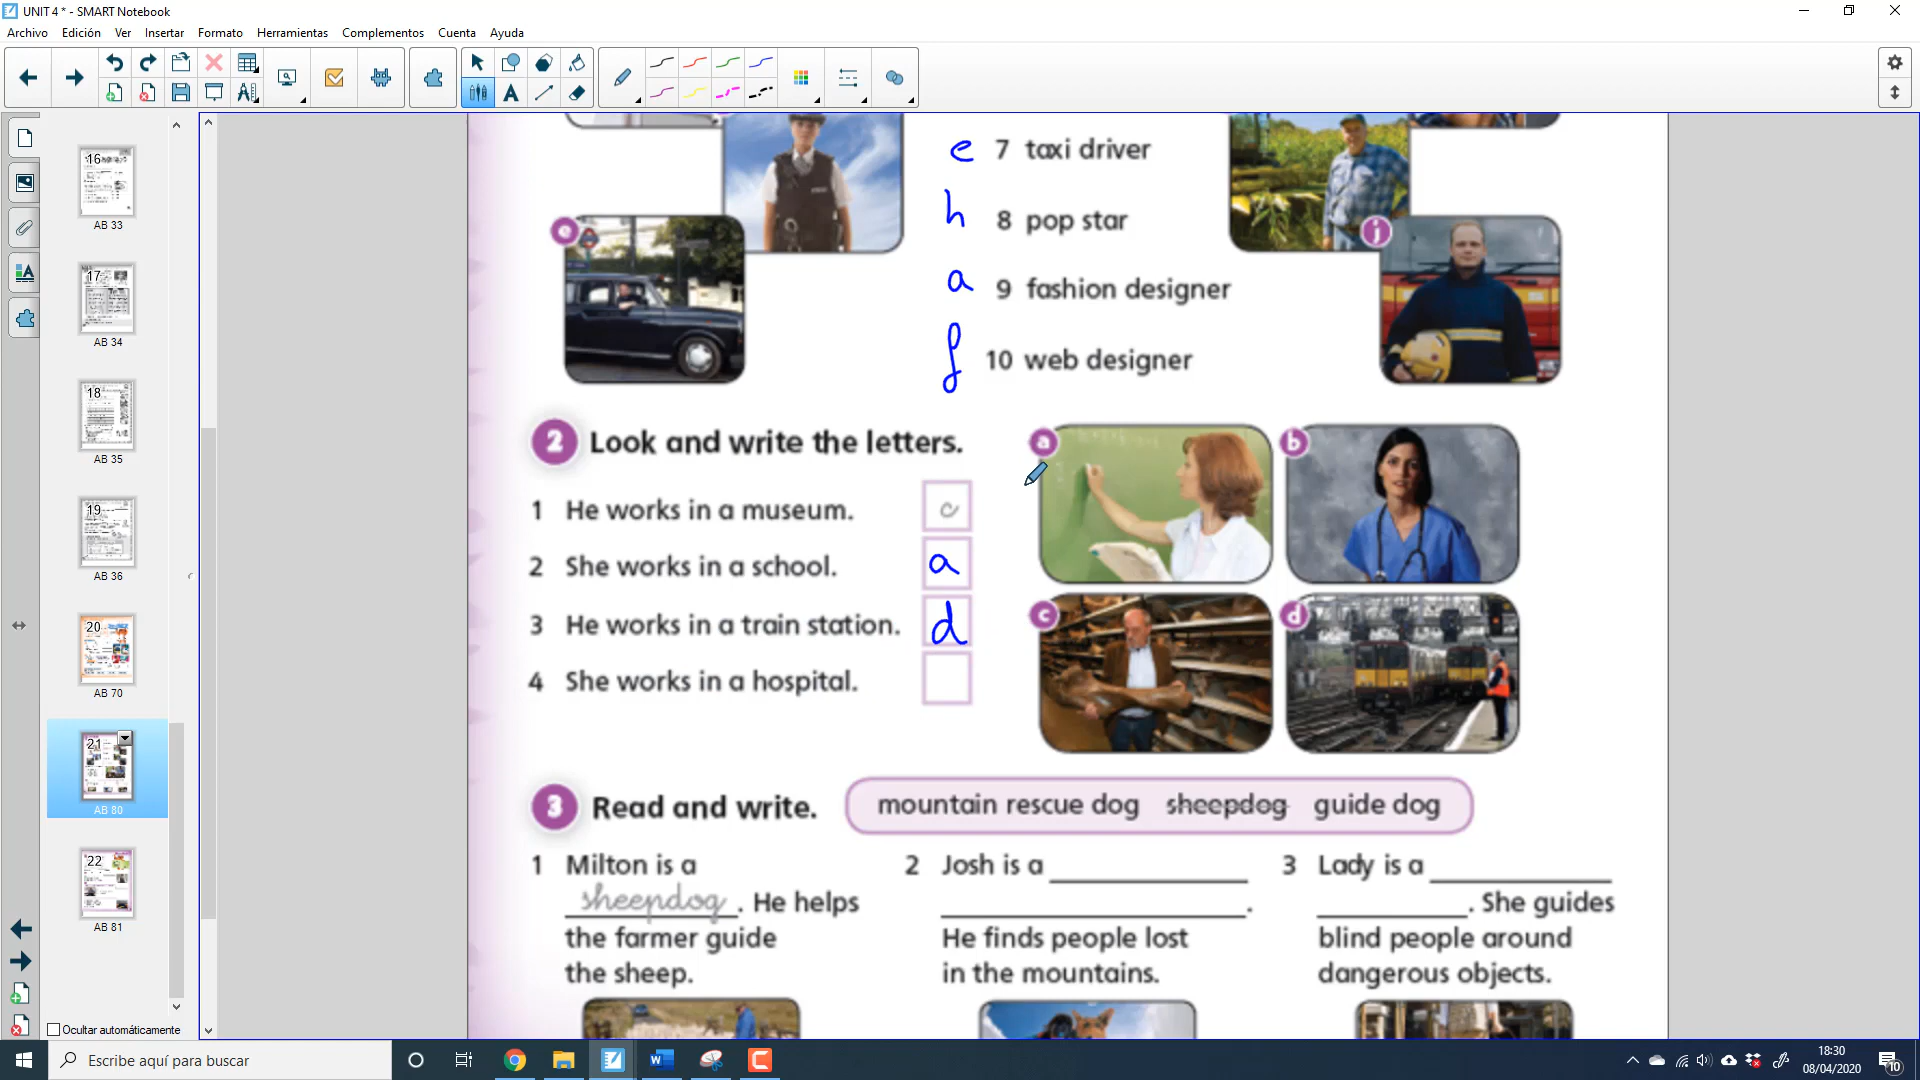 UNIT 4 * - SMART Notebook
Archivo Edición Ver Insertar Formato Herramientas Complementos Cuenta Ayuda
16
AB 33
17
AB 34
18
AB 35
19
AB 36
20
AB 70
21
AB 80
22
AB 81
Ocultar automáticamente
e 7 taxi driver
h 8 pop star
a 9 fashion designer
f 10 web designer
e
j
2 Look and write the letters.
1 He works in a museum. c
2 She works in a school. a
3 He works in a train station. d
4 She works in a hospital.
a
b
c
d
3 Read and write.
mountain rescue dog sheepdog guide dog
1 Milton is a
sheepdog. He helps
the farmer guide
the sheep.
2 Josh is a ____
____.
He finds people lost
in the mountains.
3 Lady is a ____
____. She guides
blind people around
dangerous objects.
Escribe aquí para buscar
18:30
08/04/2020
10